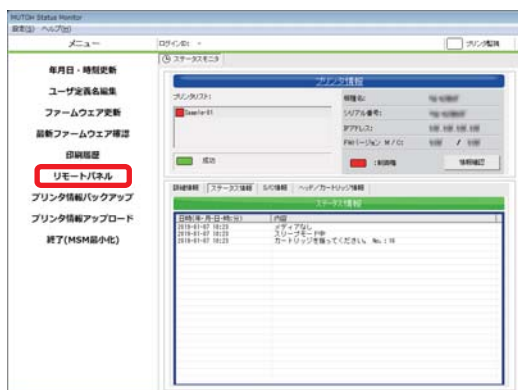 MUTOH Status Monitor
設定(S) ヘルプ(H)
メニュー
年月日・時刻更新
ユーザ定義名編集
ファームウェア更新
最新ファームウェア確認
印刷履歴
リモートパネル
プリンタ情報バックアップ
プリンタ情報アップロード
終了(MSM最小化)
ログインID: -
プリンタ監視
ステータスモニタ
プリンタ情報
プリンタリスト:
Sample-01
成功
機種名:
シリアル番号:
IPアドレス:
FWバージョン M/C:
/
:制御権
情報確認
詳細情報
ステータス情報
S/C情報
ヘッド/カートリッジ情報
ステータス情報
日時(年-月-日-時:分)
内容
2019-01-07 10:23
メディアなし
2019-01-07 10:23
スリープモード中
2019-01-07 10:23
カートリッジを振ってください。 No.:16